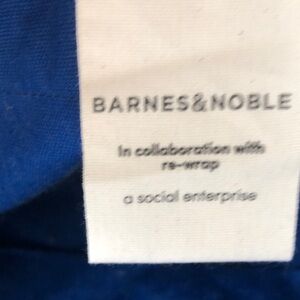 BARNES&NOBLE
In collaboration with
re-wrap
a social enterprise